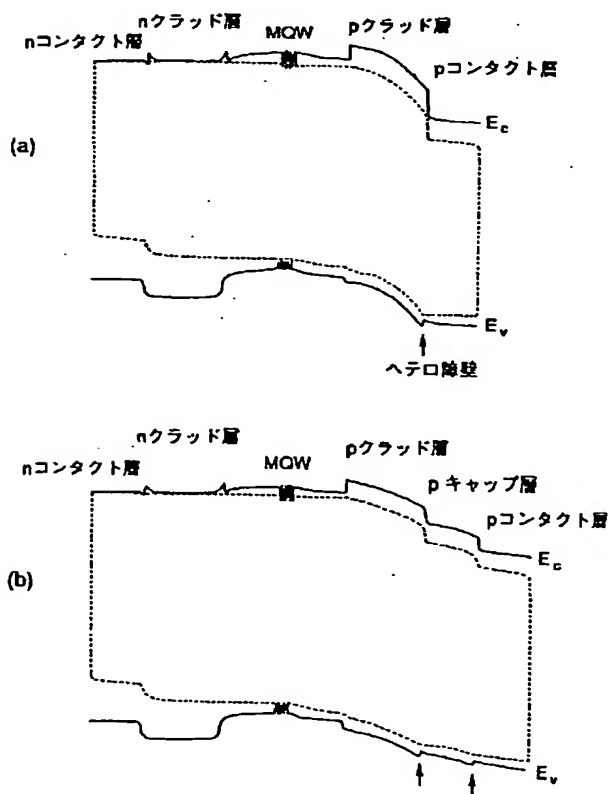 (a)
nコンタクト層
nクラッド層
MQW
pクラッド層
pコンタクト層
Ec
Ev
ヘテロ障壁
(b)
nコンタクト層
nクラッド層
MQW
pクラッド層
pキャップ層
pコンタクト層
Ec
Ev